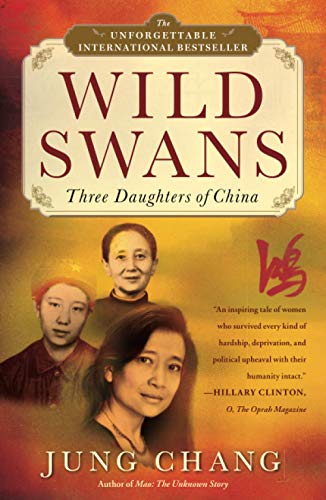 The
UNFORGETTABLE
INTERNATIONAL BESTSELLER
WILD
SWANS
Three Daughters of China
鴻
"An inspiring tale of women
who survived every kind of
hardship, deprivation, and
political upheaval with their
humanity intact."
—HILLARY CLINTON,
O, The Oprah Magazine
JUNG CHANG
Author of Mao: The Unknown Story